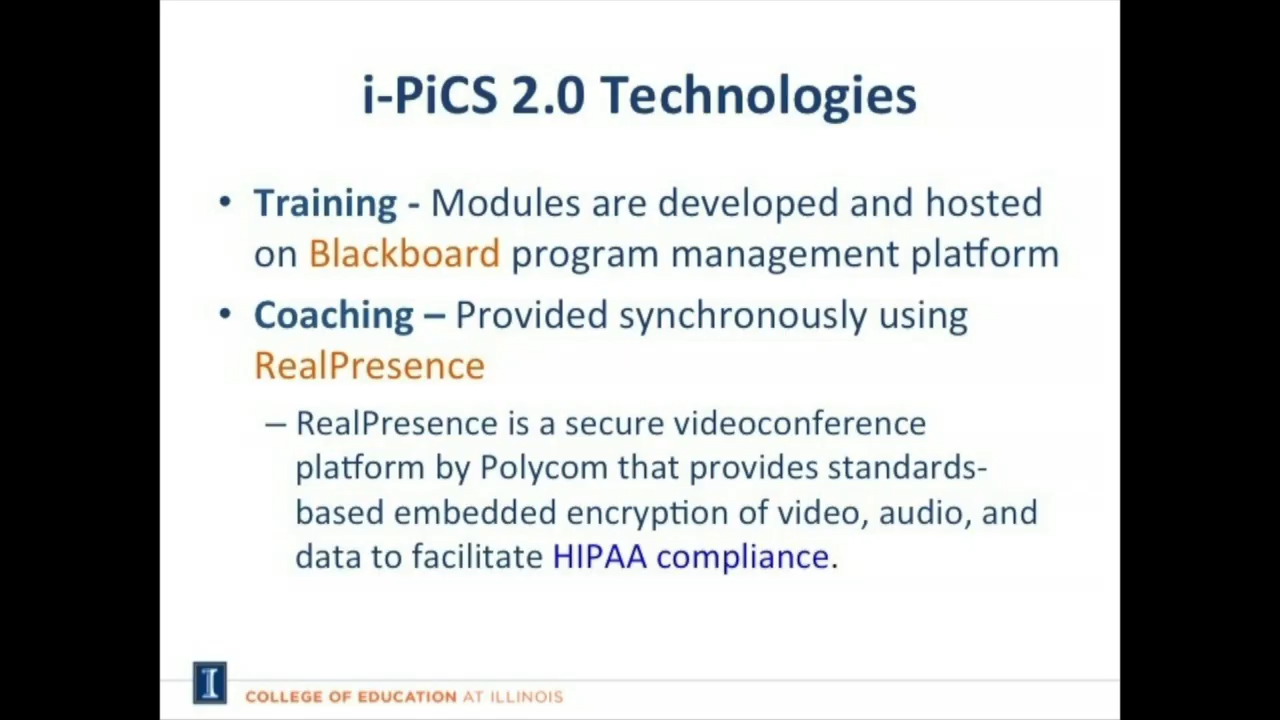 i-PiCS 2.0 Technologies
• Training - Modules are developed and hosted
on Blackboard program management platform
• Coaching – Provided synchronously using
RealPresence
– RealPresence is a secure videoconference
platform by Polycom that provides standards-
based embedded encryption of video, audio, and
data to facilitate HIPAA compliance.
I
COLLEGE OF EDUCATION AT ILLINOIS